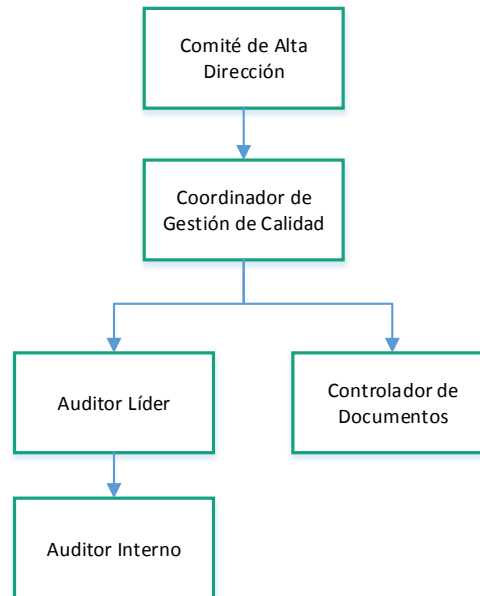 Comité de Alta
Dirección
Coordinador de
Gestión de Calidad
Auditor Líder
Controlador de
Documentos
Auditor Interno